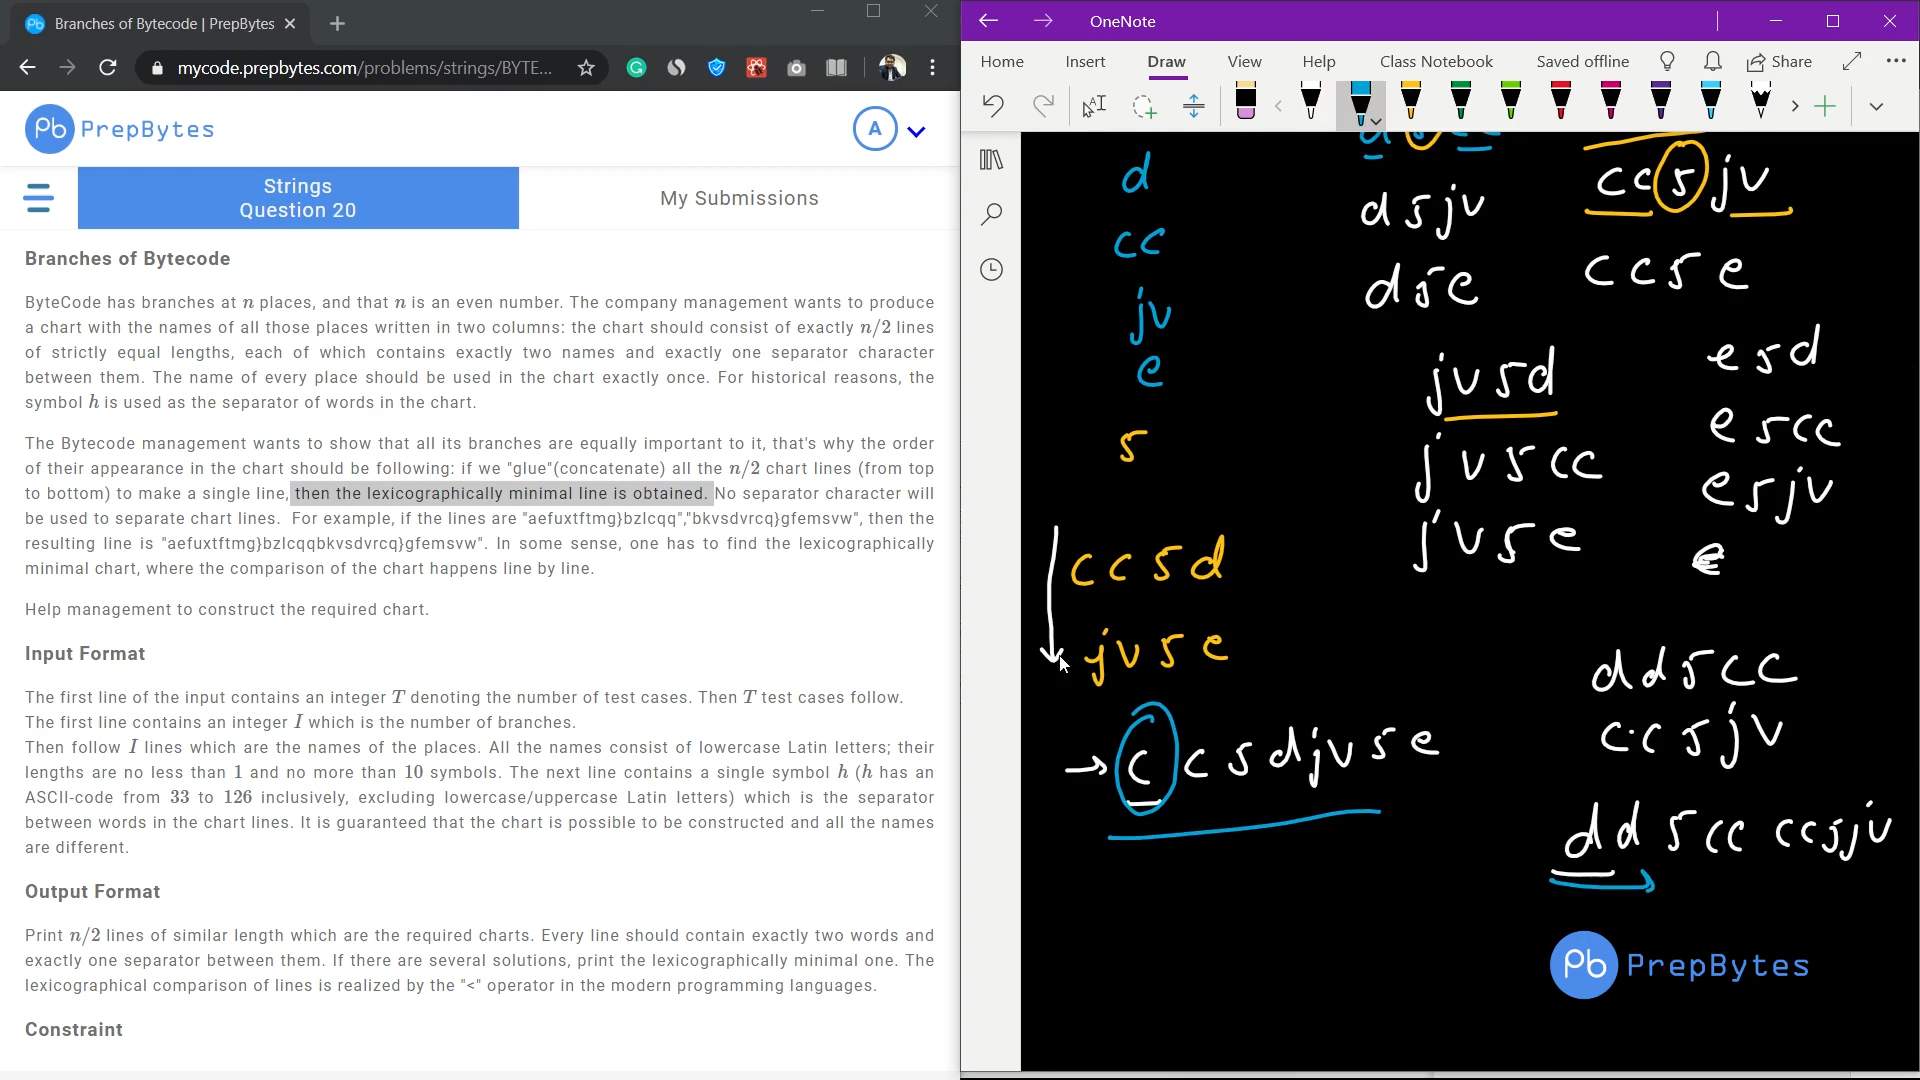 Branches of Bytecode | PrepBytes
mycode.prepbytes.com/problems/strings/BYTE...
Pb PrepBytes
A
Strings
Question 20
My Submissions
Branches of Bytecode
ByteCode has branches at n places, and that n is an even number. The company management wants to produce
a chart with the names of all those places written in two columns: the chart should consist of exactly n/2 lines
of strictly equal lengths, each of which contains exactly two names and exactly one separator character
between them. The name of every place should be used in the chart exactly once. For historical reasons, the
symbol h is used as the separator of words in the chart.
The Bytecode management wants to show that all its branches are equally important to it, that's why the order
of their appearance in the chart should be following: if we "glue"(concatenate) all the n/2 chart lines (from top
to bottom) to make a single line, then the lexicographically minimal line is obtained. No separator character will
be used to separate chart lines. For example, if the lines are "aefuxtftmg}bzlcqq","bkvsdvrcq}gfemsvw", then the
resulting line is "aefuxtftmg}bzlcqqbkvsdvrcq}gfemsvw". In some sense, one has to find the lexicographically
minimal chart, where the comparison of the chart happens line by line.
Help management to construct the required chart.
Input Format
The first line of the input contains an integer T denoting the number of test cases. Then T test cases follow.
The first line contains an integer I which is the number of branches.
Then follow I lines which are the names of the places. All the names consist of lowercase Latin letters; their
lengths are no less than 1 and no more than 10 symbols. The next line contains a single symbol h (h has an
ASCII-code from 33 to 126 inclusively, excluding lowercase/uppercase Latin letters) which is the separator
between words in the chart lines. It is guaranteed that the chart is possible to be constructed and all the names
are different.
Output Format
Print n/2 lines of similar length which are the required charts. Every line should contain exactly two words and
exactly one separator between them. If there are several solutions, print the lexicographically minimal one. The
lexicographical comparison of lines is realized by the "<" operator in the modern programming languages.
Constraint
OneNote
Home Insert Draw View Help Class Notebook Saved offline Share
d
cc
jv
e
5
d5jv
d5e
cc5jv
cc5e
jv5d
jv5cc
jv5e
e5d
e5cc
e5jv
e
cc5d
jv5e
cc5djv5e
dd5cc
cc5jv
dd5cc cc5jv
Pb PrepBytes